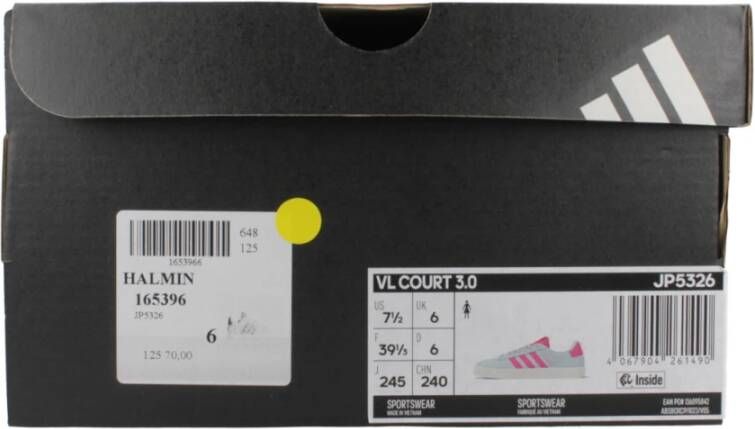 648
125
1653966
HALMIN
165396
JP5326
6
125 70,00
VL COURT 3.0 JP5326
US UK
7½ 6
F D
39⅓ 6
J CHN
245 240
4 067904 261490
Inside
SPORTSWEAR SPORTSWEAR
MADE IN VIETNAM FABRIQUÉ AU VIETNAM